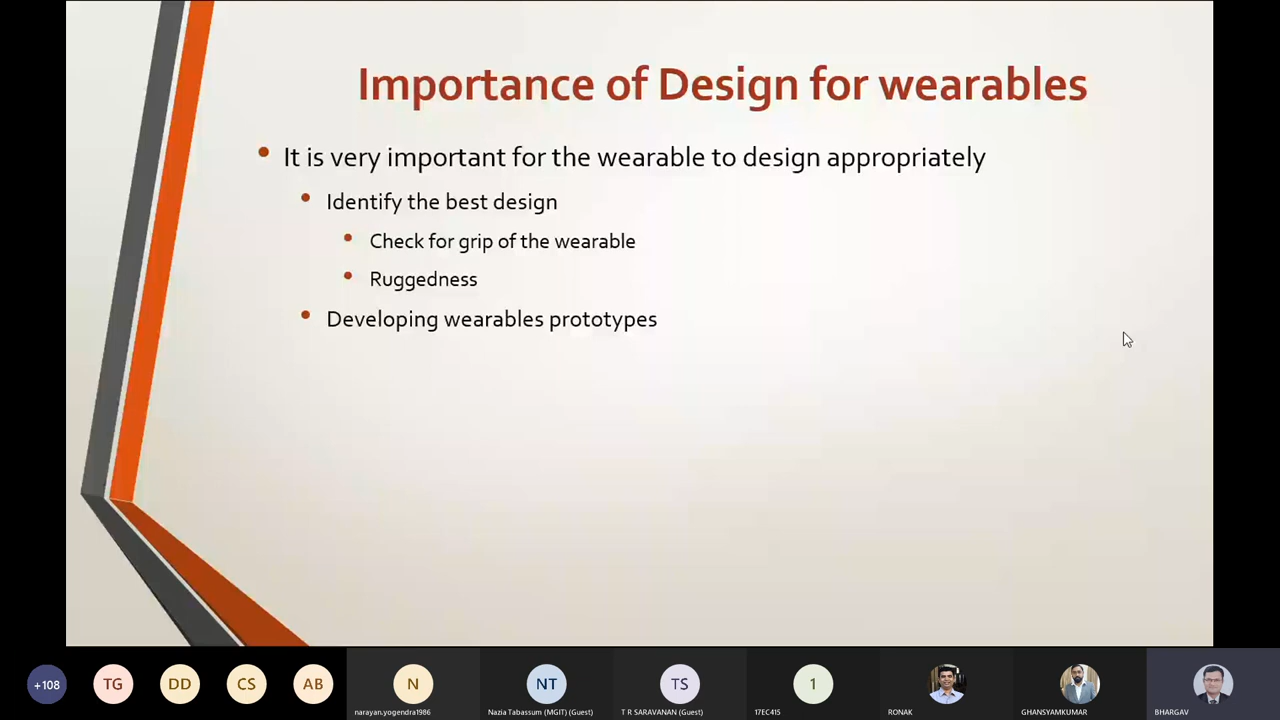 Importance of Design for wearables
It is very important for the wearable to design appropriately
Identify the best design
Check for grip of the wearable
Ruggedness
Developing wearables prototypes
+108
TG
DD
CS
AB
N
NT
TS
1
narayan.yogendra1986
Nazia Tabassum (MGIT) (Guest)
T R SARAVANAN (Guest)
17EC415
RONAK
GHANSYAMKUMAR
BHARGAV